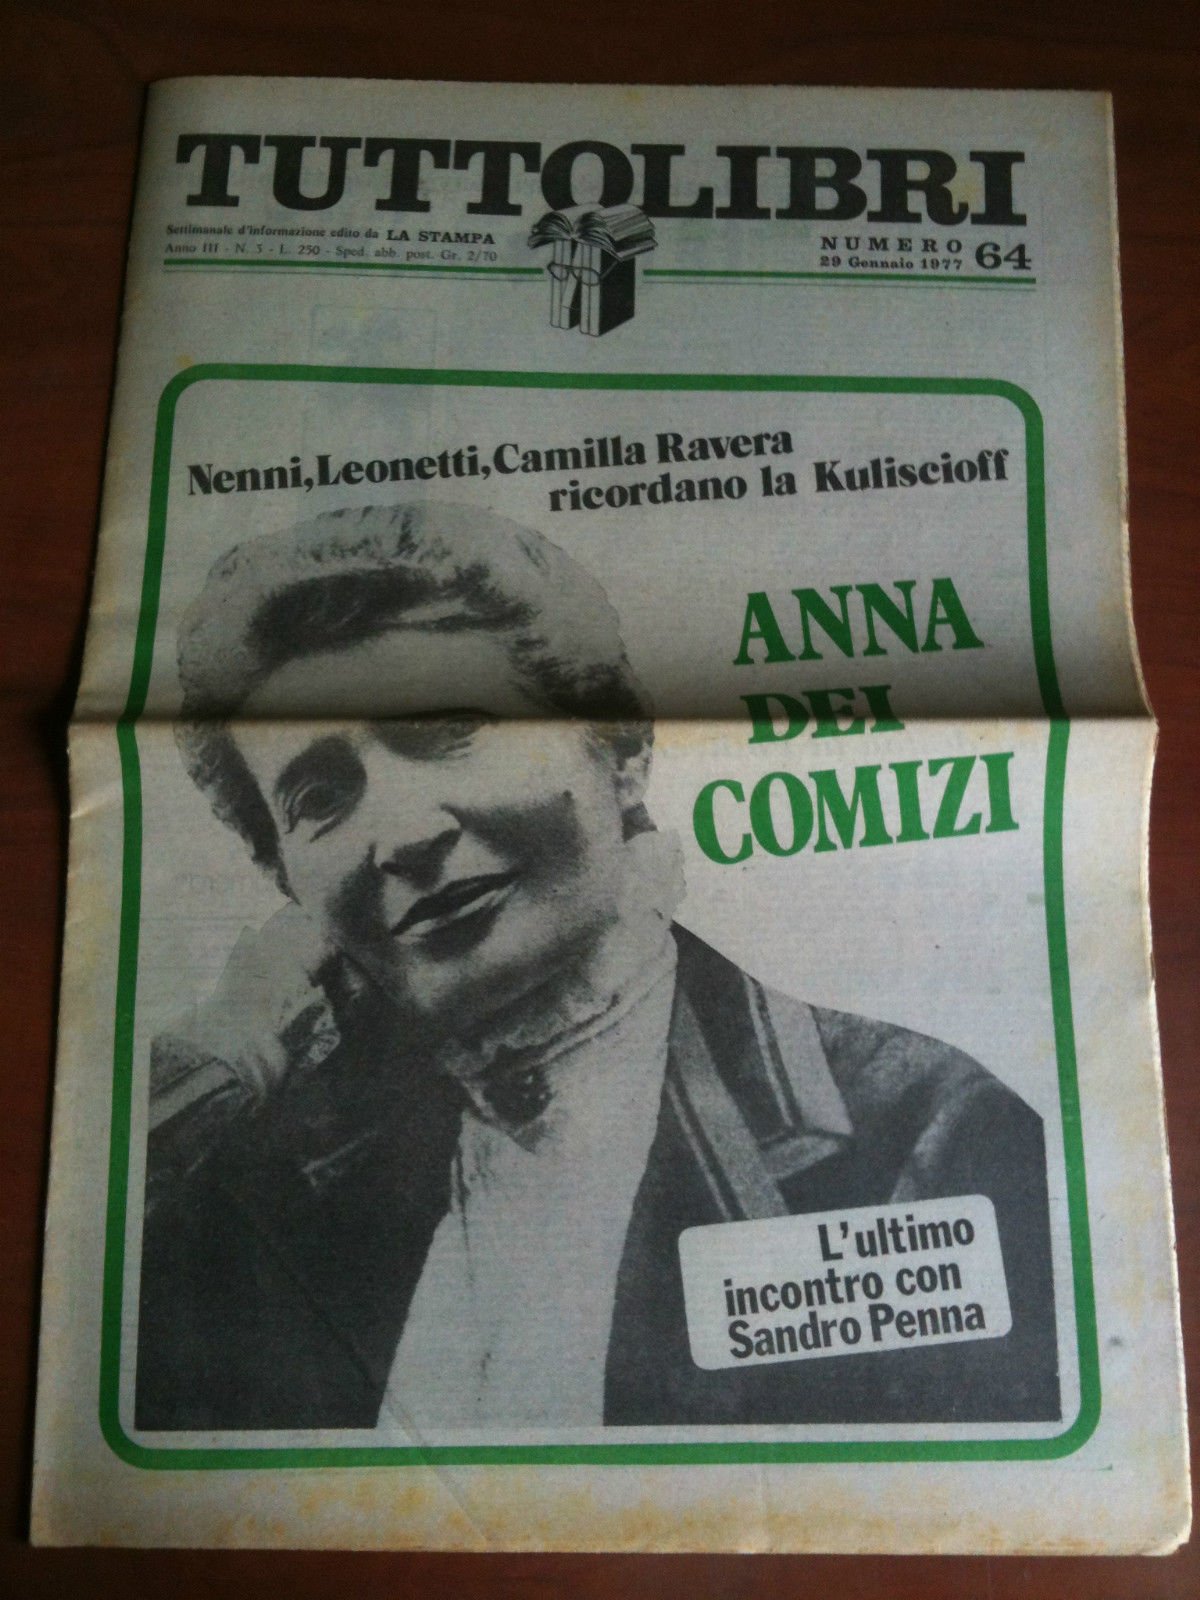 TUTTOLIBRI
Settimanale d'informazione edito da LA STAMPA
Anno III - N. 3 - L. 250 - Sped. abb. post. Gr. 2/70
NUMERO 64
29 Gennaio 1977
Nenni, Leonetti, Camilla Ravera
ricordano la Kuliscioff
ANNA
DEI
COMIZI
L'ultimo
incontro con
Sandro Penna